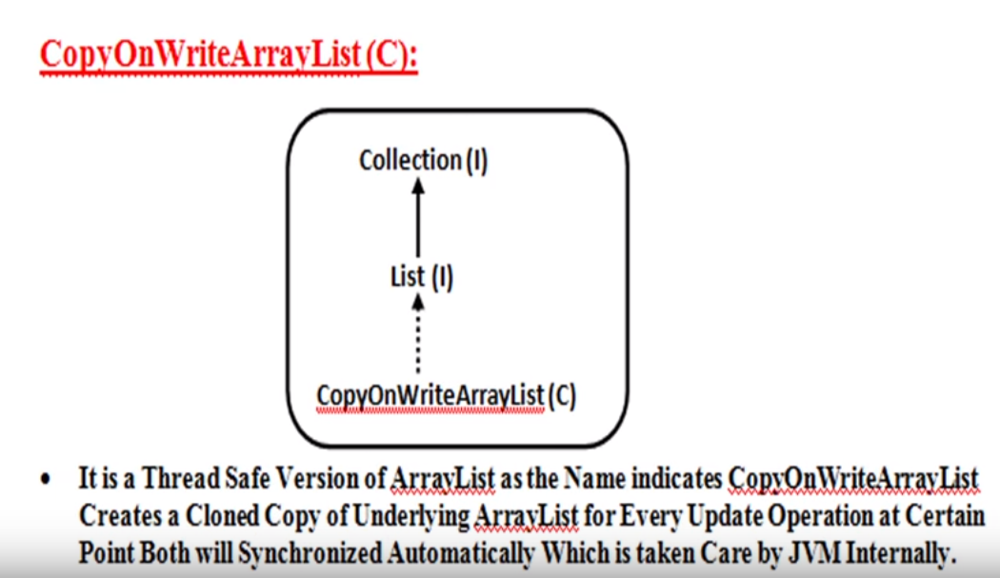 CopyOnWriteArrayList (C):
Collection (I)
List (I)
CopyOnWriteArrayList (C)
• It is a Thread Safe Version of ArrayList as the Name indicates CopyOnWriteArrayList
Creates a Cloned Copy of Underlying ArrayList for Every Update Operation at Certain
Point Both will Synchronized Automatically Which is taken Care by JVM Internally.